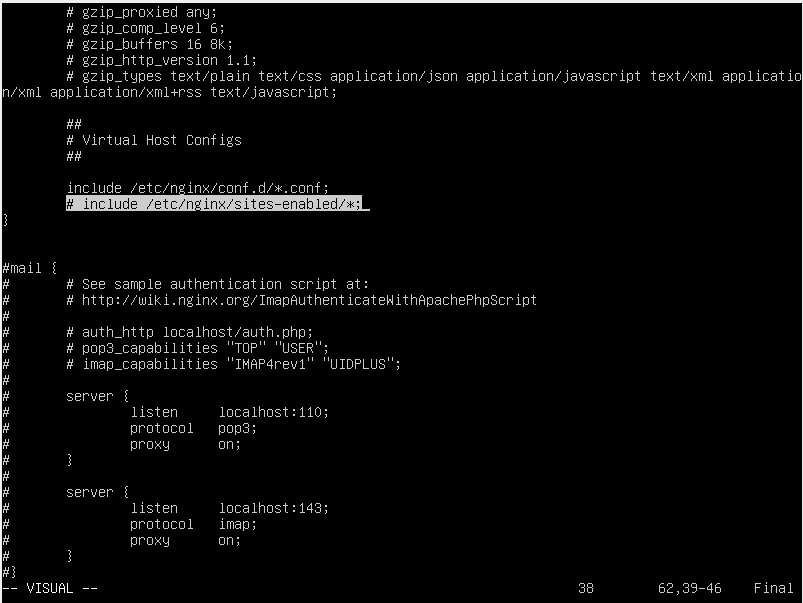 # gzip_proxied any;
        # gzip_comp_level 6;
        # gzip_buffers 16 8k;
        # gzip_http_version 1.1;
        # gzip_types text/plain text/css application/json application/javascript text/xml applicatio
n/xml application/xml+rss text/javascript;

        ##
        # Virtual Host Configs
        ##

        include /etc/nginx/conf.d/*.conf;
        # include /etc/nginx/sites-enabled/*;
}


#mail {
#       # See sample authentication script at:
#       # http://wiki.nginx.org/ImapAuthenticateWithApachePhpScript
#
#       # auth_http localhost/auth.php;
#       # pop3_capabilities "TOP" "USER";
#       # imap_capabilities "IMAP4rev1" "UIDPLUS";
#
#       server {
#               listen     localhost:110;
#               protocol   pop3;
#               proxy      on;
#       }
#
#       server {
#               listen     localhost:143;
#               protocol   imap;
#               proxy      on;
#       }
#}
-- VISUAL --                                                            38        62,39-46    Final